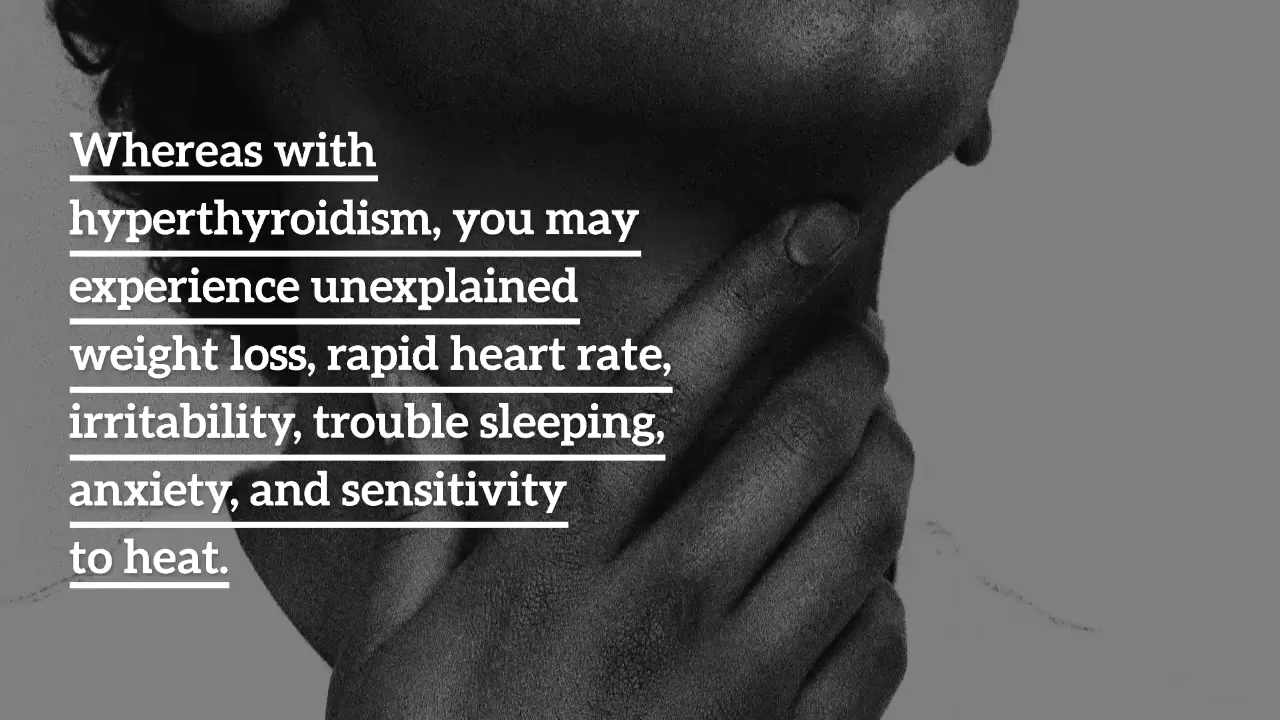 Whereas with
hyperthyroidism, you may
experience unexplained
weight loss, rapid heart rate,
irritability, trouble sleeping,
anxiety, and sensitivity
to heat.